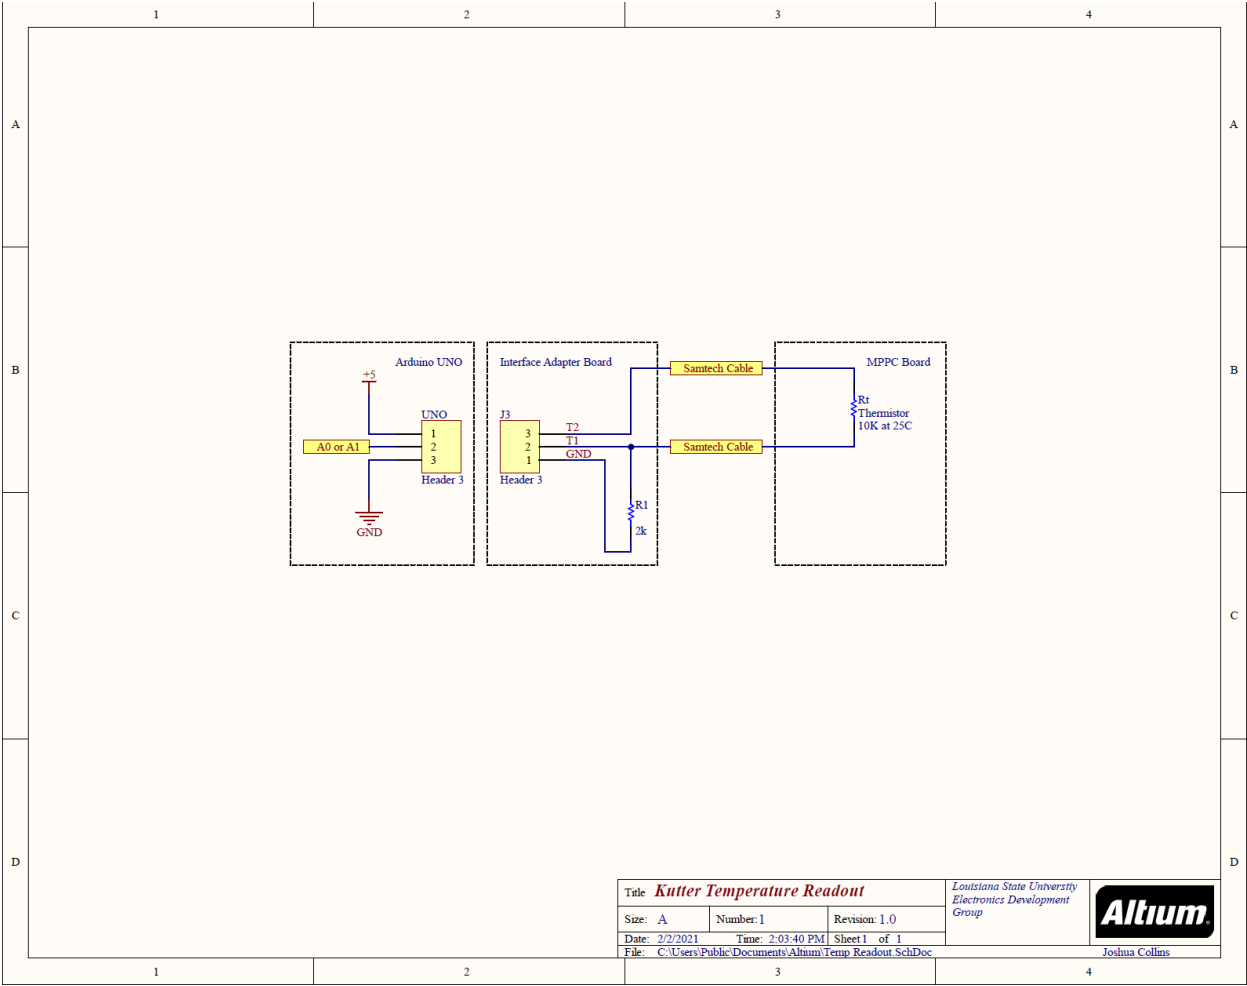 1 2 3 4
A A
Arduino UNO Interface Adapter Board Samtech Cable MPPC Board
B B
+5
Rt
Thermistor
10K at 25C
UNO J3
T2
1 3
T1
A0 or A1 2 2 Samtech Cable
GND
3 1
Header 3 Header 3
R1
2k
GND
C C
D D
Title Kutter Temperature Readout
Louisiana State Universtiy
Electronics Development
Group
Size: A Number: 1 Revision: 1.0
Altium.
Date: 2/2/2021 Time: 2:03:40 PM Sheet 1 of 1
File: C:\Users\Public\Documents\Altium\Temp Readout.SchDoc Joshua Collins
1 2 3 4